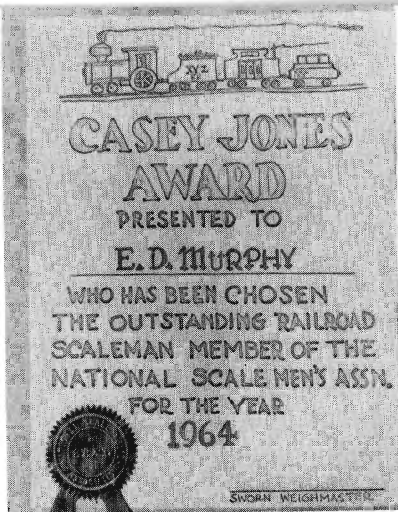 xyz
CASEY JONES
AWARD
PRESENTED TO
E. D. MURPHY
WHO HAS BEEN CHOSEN
THE OUTSTANDING RAILROAD
SCALEMAN MEMBER OF THE
NATIONAL SCALE MEN'S ASSN.
FOR THE YEAR
1964
SWORN WEIGHMASTER